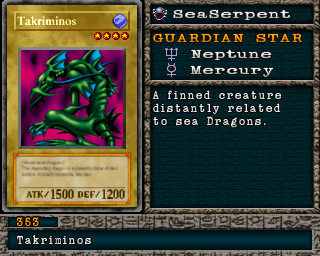 Takriminos
SeaSerpent
GUARDIAN STAR
Neptune
Mercury
A finned creature
distantly related
to sea Dragons.
ATK/1500 DEF/1200
353
Takriminos